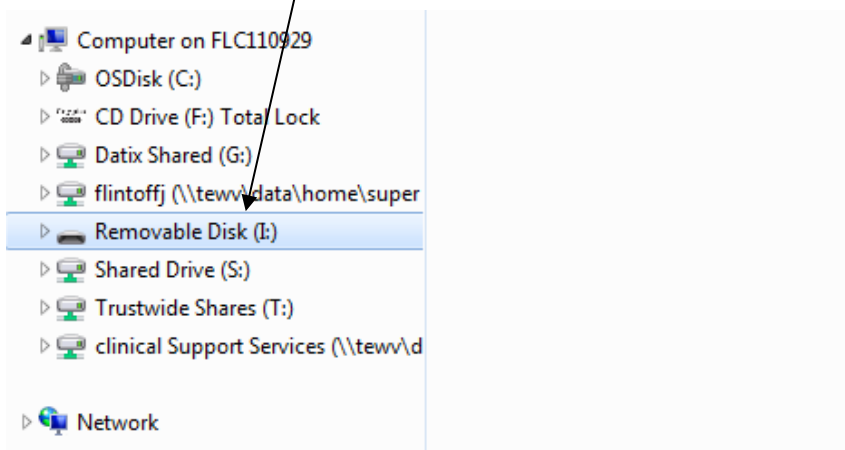 Computer on FLC110929
OSDisk (C:)
CD Drive (F:) Total Lock
Datix Shared (G:)
flintoffj (\\tewv\data\home\super
Removable Disk (I:)
Shared Drive (S:)
Trustwide Shares (T:)
clinical Support Services (\\tewv\d
Network